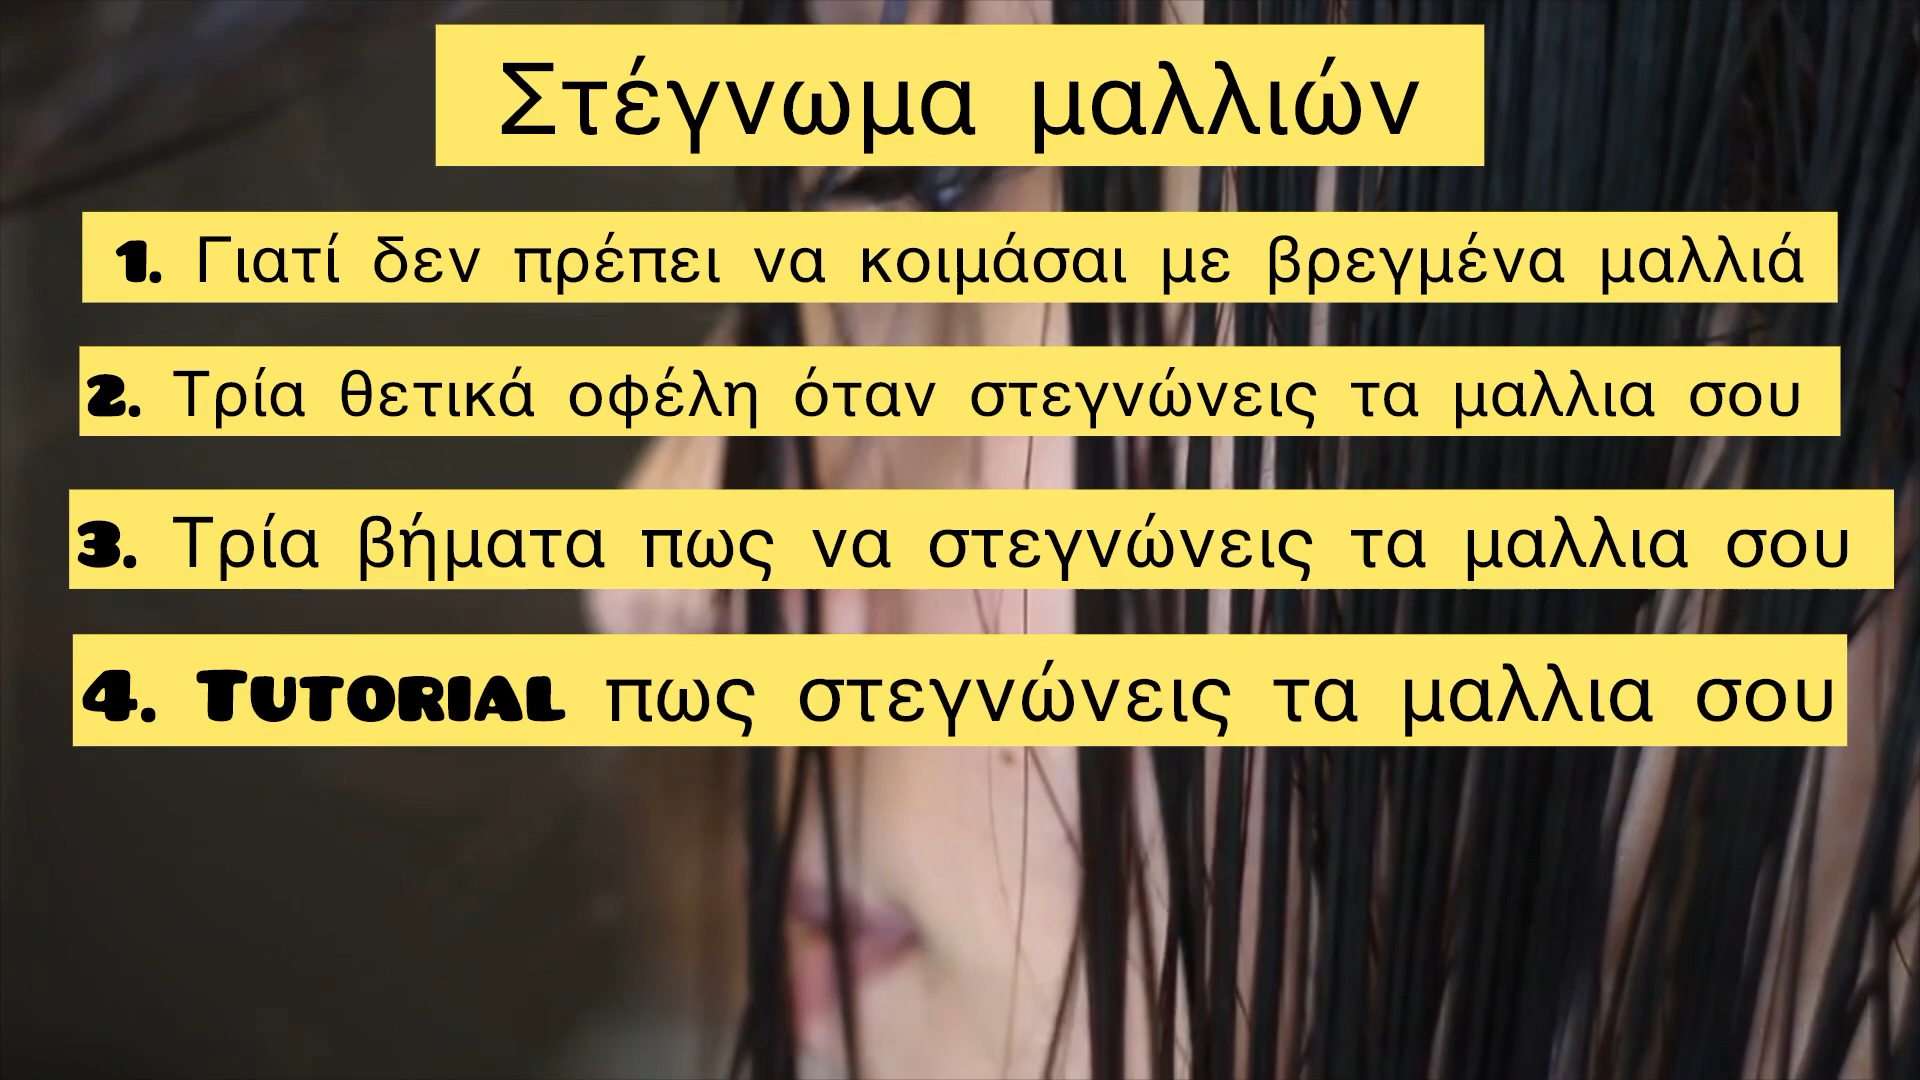 Στέγνωμα μαλλιών
1. Γιατί δεν πρέπει να κοιμάσαι με βρεγμένα μαλλιά
2. Τρία θετικά οφέλη όταν στεγνώνεις τα μαλλια σου
3. Τρία βήματα πως να στεγνώνεις τα μαλλια σου
4. Tutorial πως στεγνώνεις τα μαλλια σου